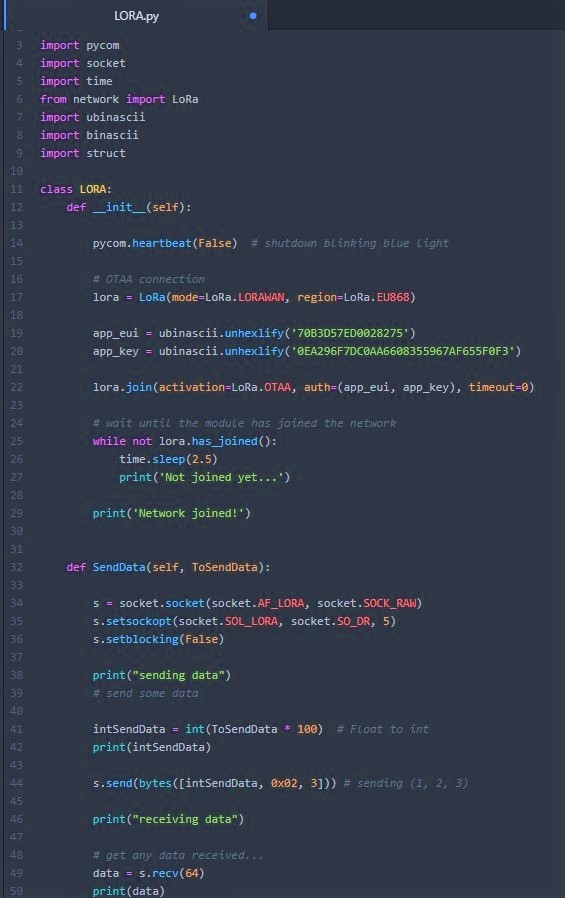 LORA.py
3 import pycom
4 import socket
5 import time
6 from network import LoRa
7 import ubinascii
8 import binascii
9 import struct
10
11 class LORA:
12 def __init__(self):
13
14 pycom.heartbeat(False) # shutdown blinking blue light
15
16 # OTAA connection
17 lora = LoRa(mode=LoRa.LORAWAN, region=LoRa.EU868)
18
19 app_eui = ubinascii.unhexlify('70B3D57ED0028275')
20 app_key = ubinascii.unhexlify('0EA296F7DC0AA6608355967AF655F0F3')
21
22 lora.join(activation=LoRa.OTAA, auth=(app_eui, app_key), timeout=0)
23
24 # wait until the module has joined the network
25 while not lora.has_joined():
26 time.sleep(2.5)
27 print('Not joined yet...')
28
29 print('Network joined!')
30
31
32 def SendData(self, ToSendData):
33
34 s = socket.socket(socket.AF_LORA, socket.SOCK_RAW)
35 s.setsockopt(socket.SOL_LORA, socket.SO_DR, 5)
36 s.setblocking(False)
37
38 print("sending data")
39 # send some data
40
41 intSendData = int(ToSendData * 100) # Float to int
42 print(intSendData)
43
44 s.send(bytes([intSendData, 0x02, 3])) # sending (1, 2, 3)
45
46 print("receiving data")
47
48 # get any data received...
49 data = s.recv(64)
50 print(data)